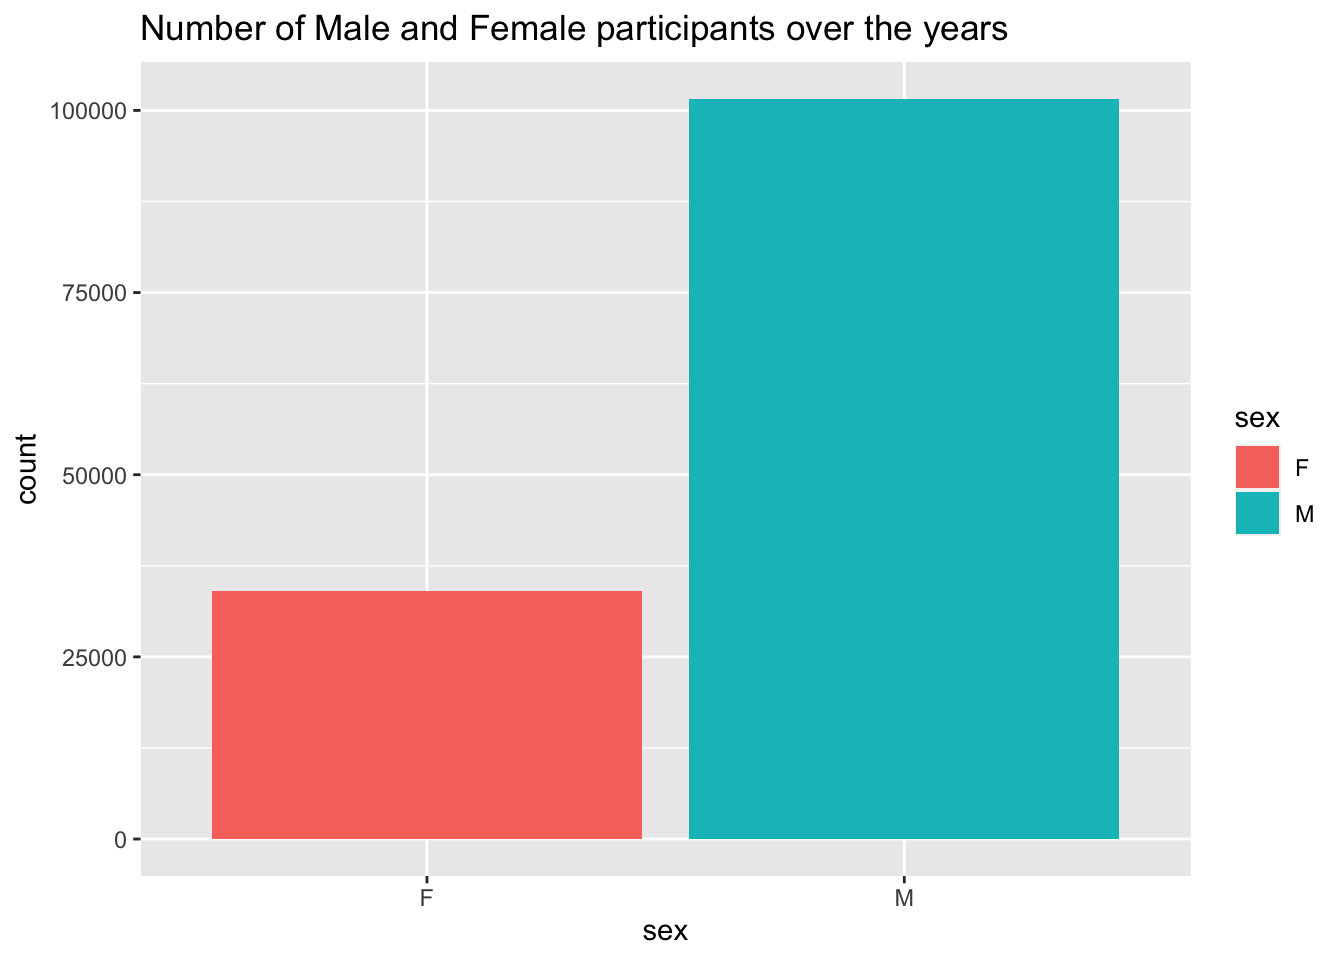 Number of Male and Female participants over the years
count
100000
75000
50000
25000
0
F
M
sex
sex
F
M